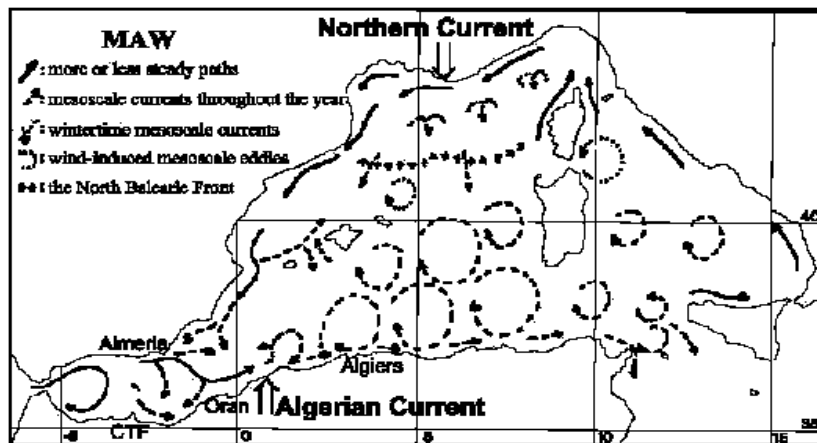 MAW
Northern Current
: more or less steady paths
: mesoscale currents throughout the year
: wintertime mesoscale currents
: wind-induced mesoscale eddies
: the North Balearic Front
40
Almeria
Algiers
Oran
Algerian Current
CTF
-5 0 5 10 15